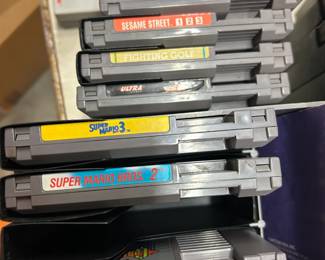 SESAME STREET 1 2 3
FIGHTING GOLF
ULTRA
SUPER
MARIO 3
SUPER MARIO BROS. 2